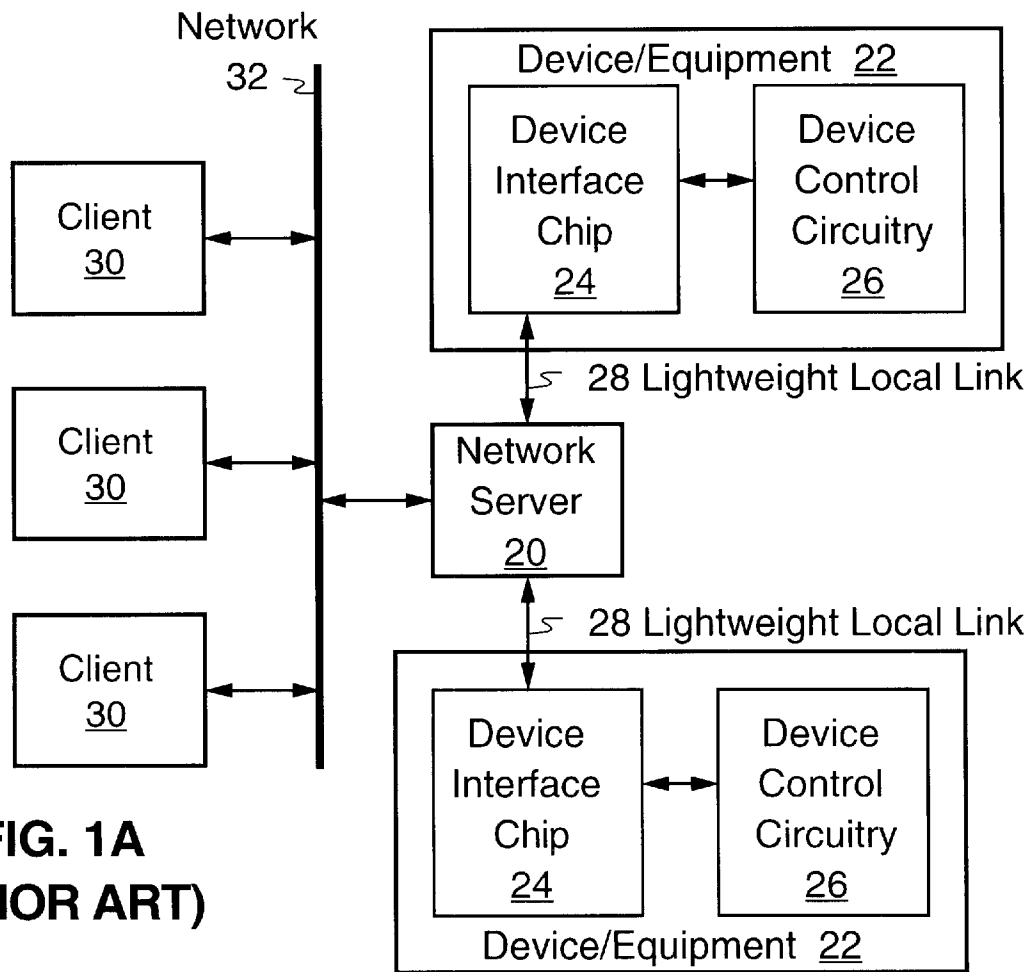 Network
32
Client
30
Client
30
Client
30
Device/Equipment 22
Device
Interface
Chip
24
Device
Control
Circuitry
26
28 Lightweight Local Link
Network
Server
20
28 Lightweight Local Link
Device
Interface
Chip
24
Device
Control
Circuitry
26
Device/Equipment 22
FIG. 1A
IOR ART)